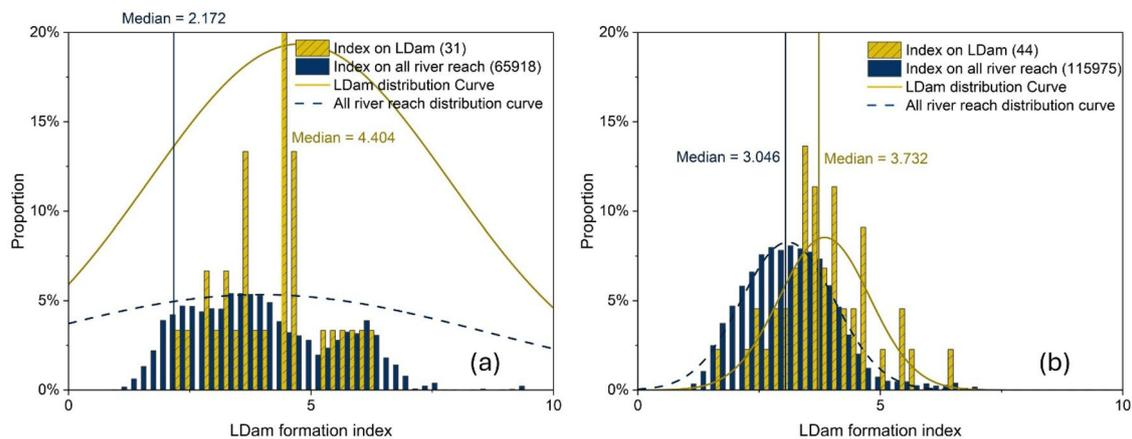 Median = 2.172
20%
15%
10%
5%
0%
Proportion
Index on LDam (31)
Index on all river reach (65918)
LDam distribution Curve
All river reach distribution curve
Median = 4.404
(a)
0
5
10
LDam formation index
20%
15%
10%
5%
0%
Proportion
Index on LDam (44)
Index on all river reach (115975)
LDam distribution Curve
All river reach distribution curve
Median = 3.046
Median = 3.732
(b)
0
5
10
LDam formation index